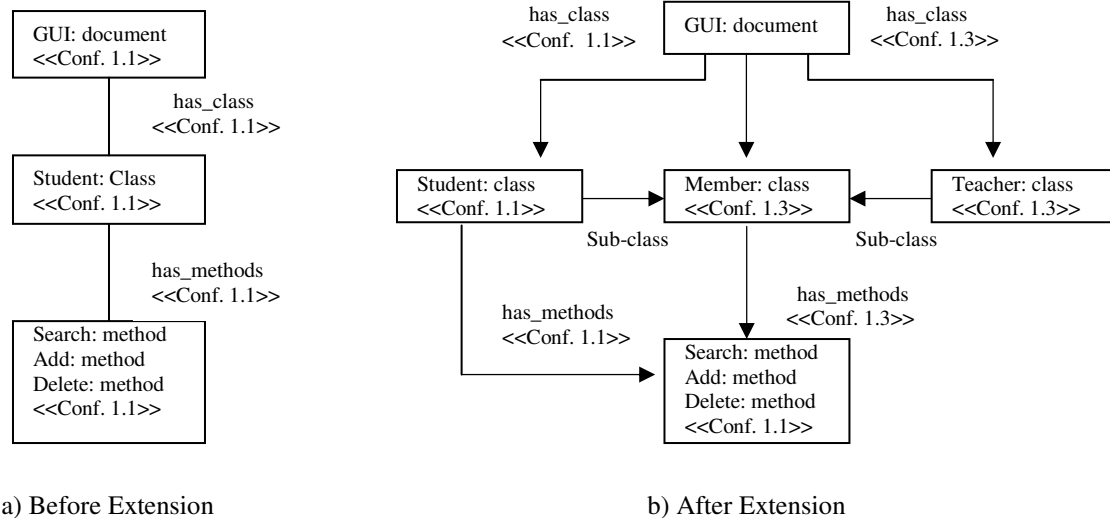 GUI: document
<<Conf. 1.1>>
has_class
<<Conf. 1.1>>
Student: Class
<<Conf. 1.1>>
has_methods
<<Conf. 1.1>>
Search: method
Add: method
Delete: method
<<Conf. 1.1>>
a) Before Extension
has_class
<<Conf. 1.1>>
GUI: document
has_class
<<Conf. 1.3>>
Student: class
<<Conf. 1.1>>
Member: class
<<Conf. 1.3>>
Teacher: class
<<Conf. 1.3>>
Sub-class
Sub-class
has_methods
<<Conf. 1.1>>
has_methods
<<Conf. 1.3>>
Search: method
Add: method
Delete: method
<<Conf. 1.1>>
b) After Extension